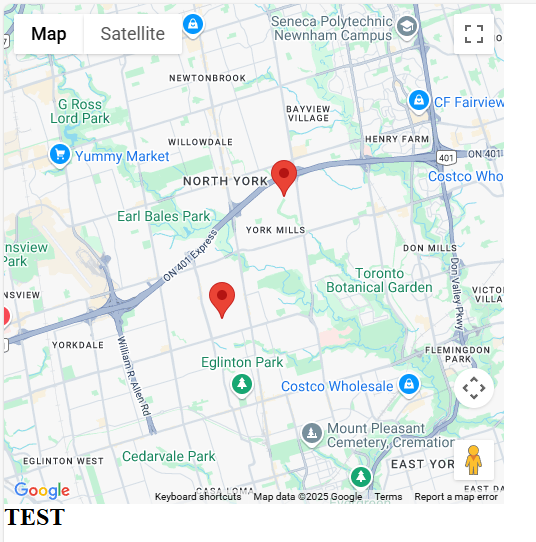 Map
Satellite
Seneca Polytechnic
Newnham Campus
NEWTONBROOK
G Ross
Lord Park
BAYVIEW
VILLAGE
CF Fairview
WILLOWDALE
HENRY FARM
Yummy Market
401
ON 401
NORTH YORK
Costco Who
Earl Bales Park
YORK MILLS
ON 401 Express
DON MILLS
nsview
Park
Toronto
Botanical Garden
Don Valley Pkwy
NSVIEW
VICTO
VILLA
YORKDALE
William R. Allen Rd
FLEMINGDON
PARK
Eglinton Park
Costco Wholesale
Mount Pleasant
Cemetery, Cremation
Cedarvale Park
EGLINTON WEST
EAST YOR
CASA LOMA
Google
Keyboard shortcuts
Map data ©2025 Google
Terms
Report a map error
TEST